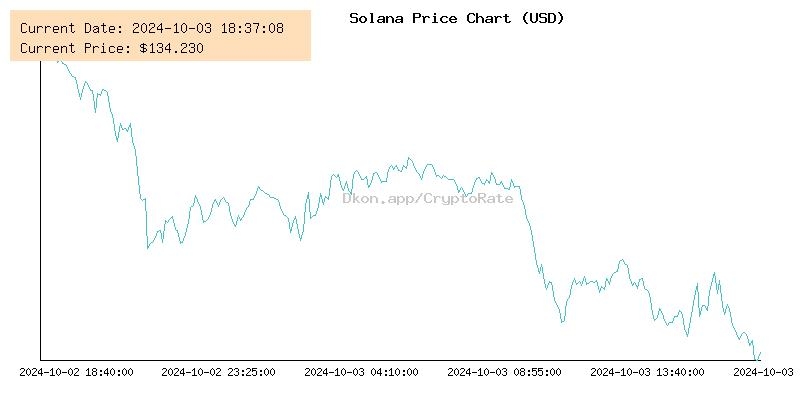 Solana Price Chart (USD)
Current Date: 2024-10-03 18:37:08
Current Price: $134.230
Dkon.app/CryptoRate
2024-10-02 18:40:00 2024-10-02 23:25:00 2024-10-03 04:10:00 2024-10-03 08:55:00 2024-10-03 13:40:00 2024-10-03